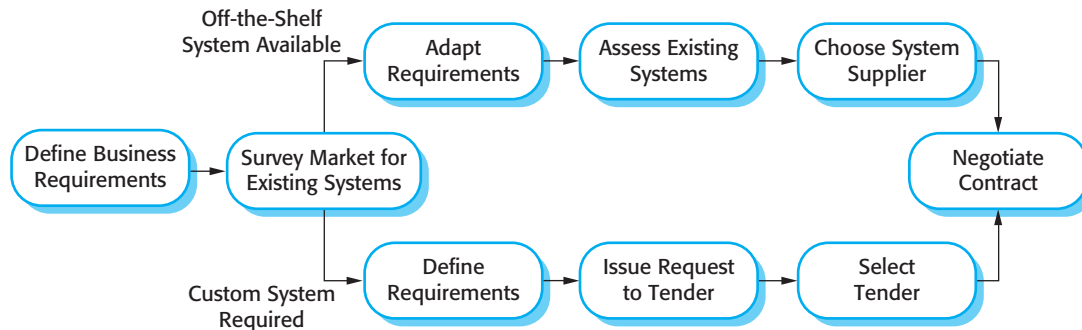 Off-the-Shelf
System Available
Adapt
Requirements
Assess Existing
Systems
Choose System
Supplier
Define Business
Requirements
Survey Market for
Existing Systems
Negotiate
Contract
Custom System
Required
Define
Requirements
Issue Request
to Tender
Select
Tender